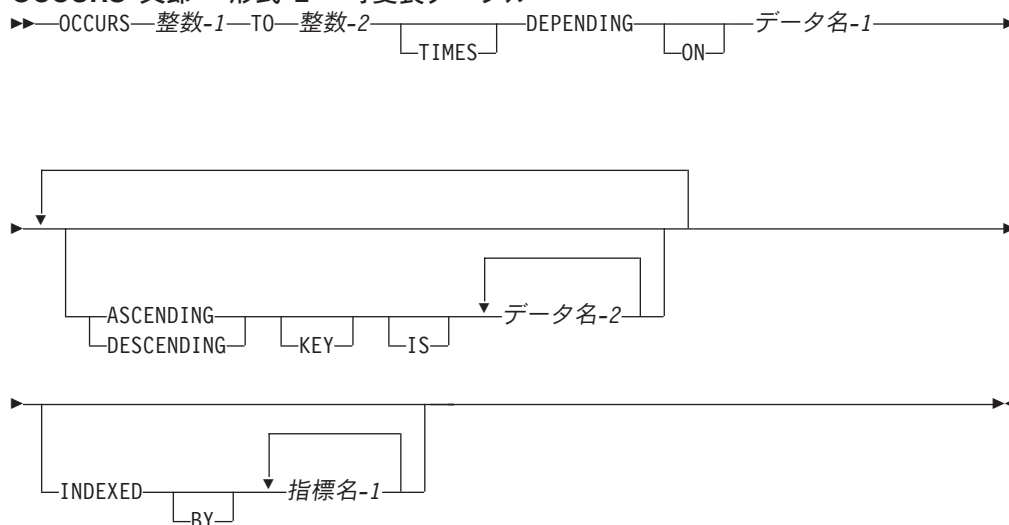 OCCURS 文節 - 形式 2 - 可変長テーブル
OCCURS 整数-1 TO 整数-2 TIMES DEPENDING ON データ名-1
ASCENDING
DESCENDING KEY IS データ名-2
INDEXED BY 指標名-1